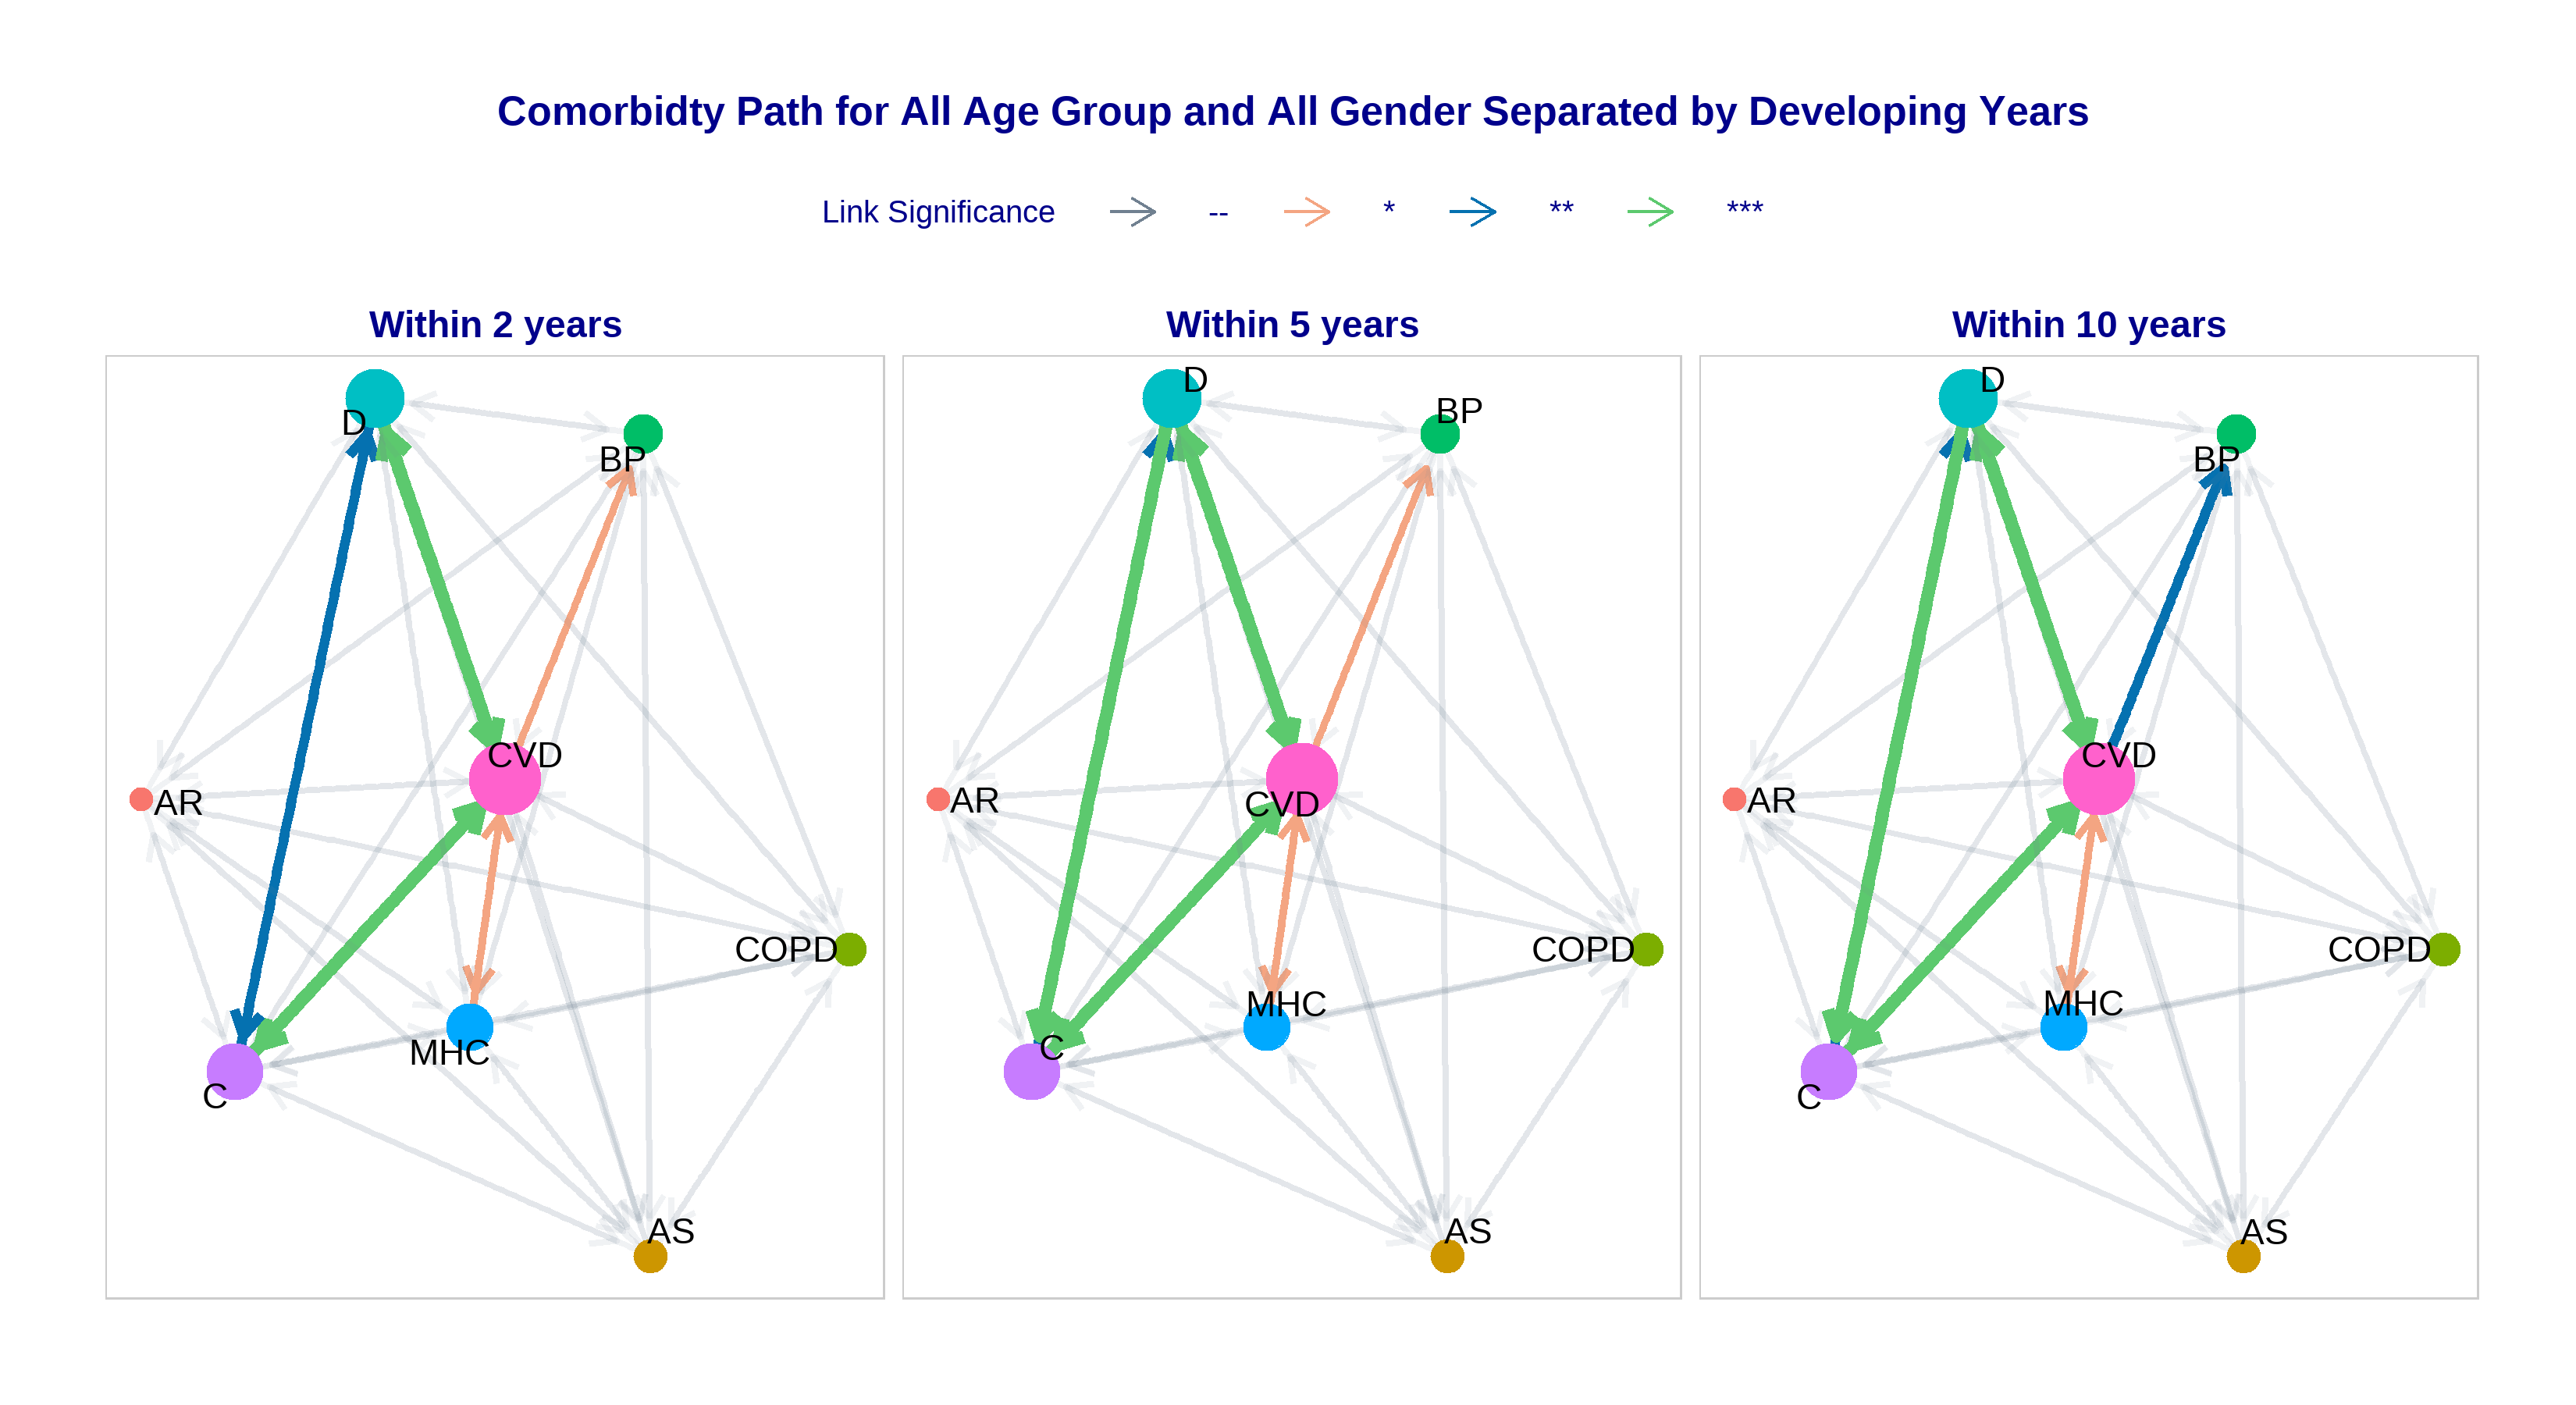 Comorbidty Path for All Age Group and All Gender Separated by Developing Years
Link Significance -- * ** ***
Within 2 years
D
BP
CVD
AR
COPD
MHC
C
AS
Within 5 years
D
BP
AR
CVD
COPD
MHC
C
AS
Within 10 years
D
BP
CVD
AR
COPD
MHC
C
AS